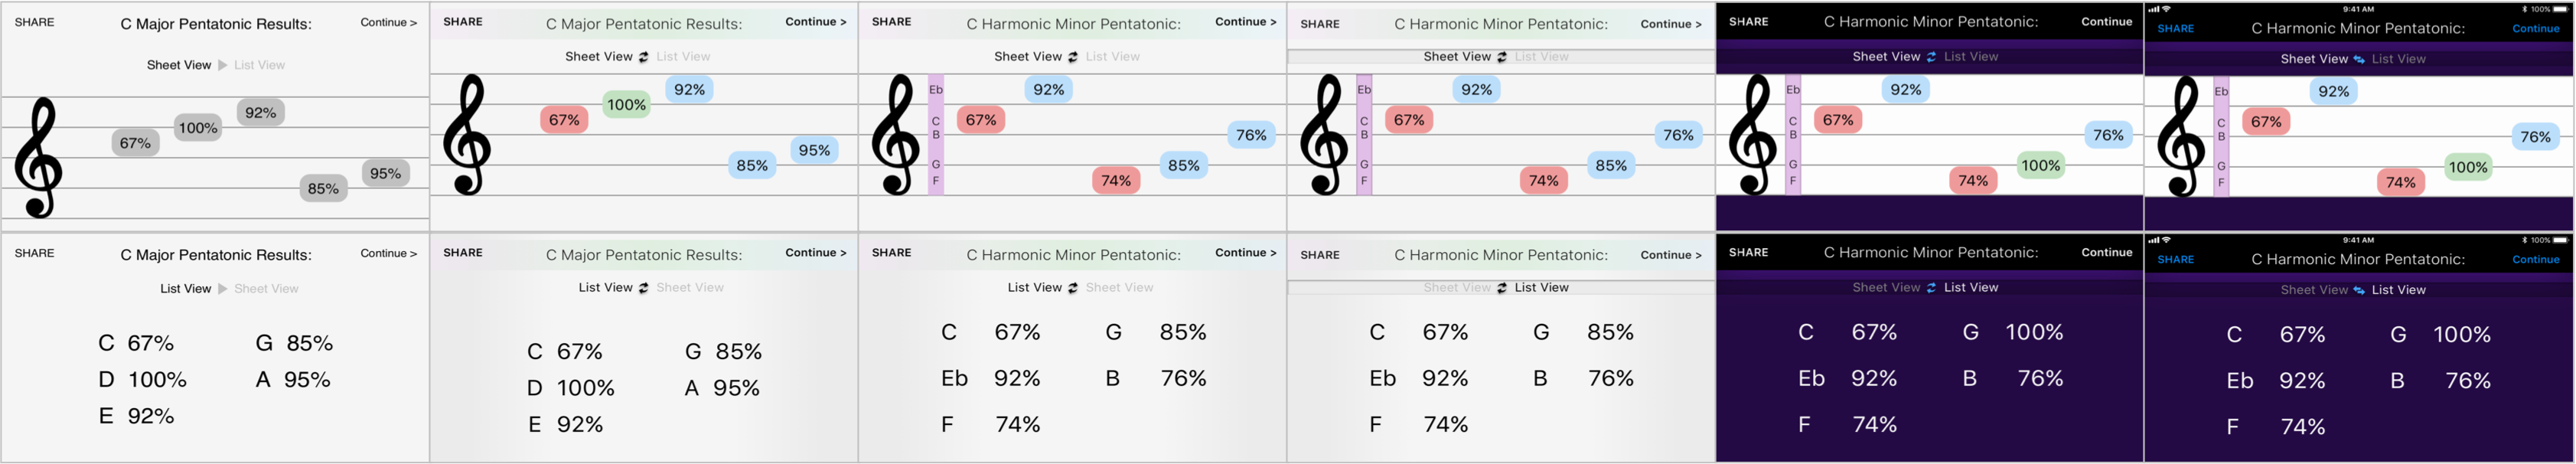 SHARE C Major Pentatonic Results: Continue >
Sheet View List View
92%
100%
67%
95%
85%
SHARE C Major Pentatonic Results: Continue >
Sheet View List View
92%
100%
67%
95%
85%
SHARE C Harmonic Minor Pentatonic: Continue >
Sheet View List View
Eb 92%
C 67%
B 76%
G 85%
F 74%
SHARE C Harmonic Minor Pentatonic: Continue >
Sheet View List View
Eb 92%
C 67%
B 76%
G 85%
F 74%
SHARE C Harmonic Minor Pentatonic: Continue
Sheet View List View
Eb 92%
C 67%
B 76%
G 100%
F 74%
9:41 AM 100%
SHARE C Harmonic Minor Pentatonic: Continue
Sheet View List View
Eb 92%
C 67%
B 76%
G 100%
F 74%
SHARE C Major Pentatonic Results: Continue >
List View Sheet View
C 67% G 85%
D 100% A 95%
E 92%
SHARE C Major Pentatonic Results: Continue >
List View Sheet View
C 67% G 85%
D 100% A 95%
E 92%
SHARE C Harmonic Minor Pentatonic: Continue >
List View Sheet View
C 67% G 85%
Eb 92% B 76%
F 74%
SHARE C Harmonic Minor Pentatonic: Continue >
Sheet View List View
C 67% G 85%
Eb 92% B 76%
F 74%
SHARE C Harmonic Minor Pentatonic: Continue
Sheet View List View
C 67% G 100%
Eb 92% B 76%
F 74%
9:41 AM 100%
SHARE C Harmonic Minor Pentatonic: Continue
Sheet View List View
C 67% G 100%
Eb 92% B 76%
F 74%